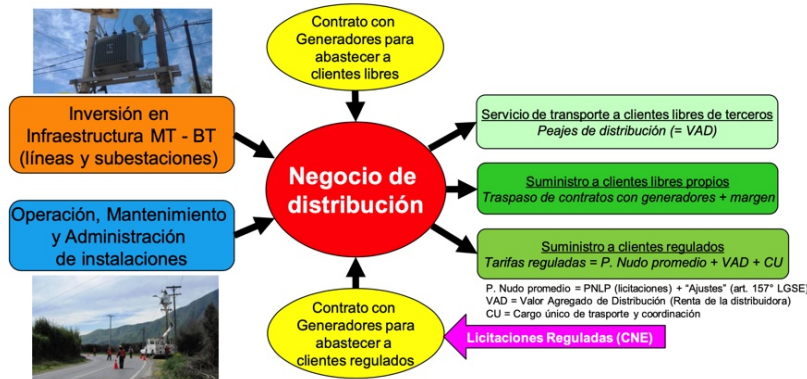 Contrato con
Generadores para
abastecer a
clientes libres
Inversión en
Infraestructura MT - BT
(líneas y subestaciones)
Operación, Mantenimiento
y Administración
de instalaciones
Negocio de
distribución
Servicio de transporte a clientes libres de terceros
Peajes de distribución (= VAD)
Suministro a clientes libres propios
Traspaso de contratos con generadores + margen
Suministro a clientes regulados
Tarifas reguladas = P. Nudo promedio + VAD + CU
P. Nudo promedio = PNLP (licitaciones) + "Ajustes" (art. 157° LGSE)
VAD = Valor Agregado de Distribución (Renta de la distribuidora)
CU = Cargo único de transporte y coordinación
Contrato con
Generadores para
abastecer a
clientes regulados
Licitaciones Reguladas (CNE)